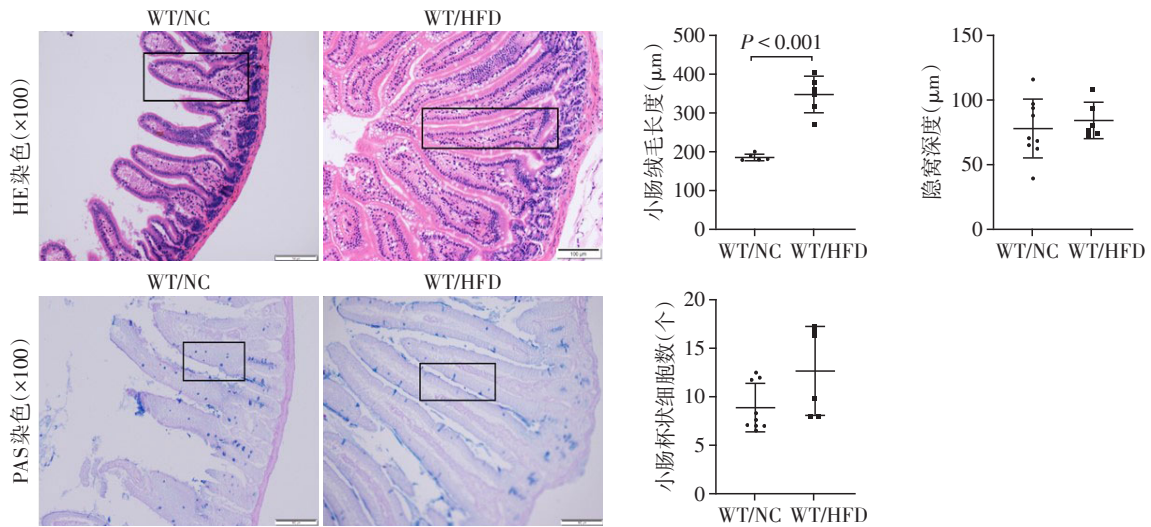 WT/NC
WT/HFD
HE染色(×100)
100 μm
小肠绒毛长度(μm)
500
400
300
200
100
0
P < 0.001
WT/NC
WT/HFD
隐窝深度(μm)
150
100
50
0
WT/NC
WT/HFD
WT/NC
WT/HFD
PAS染色(×100)
小肠杯状细胞数(个)
20
15
10
5
0
WT/NC
WT/HFD